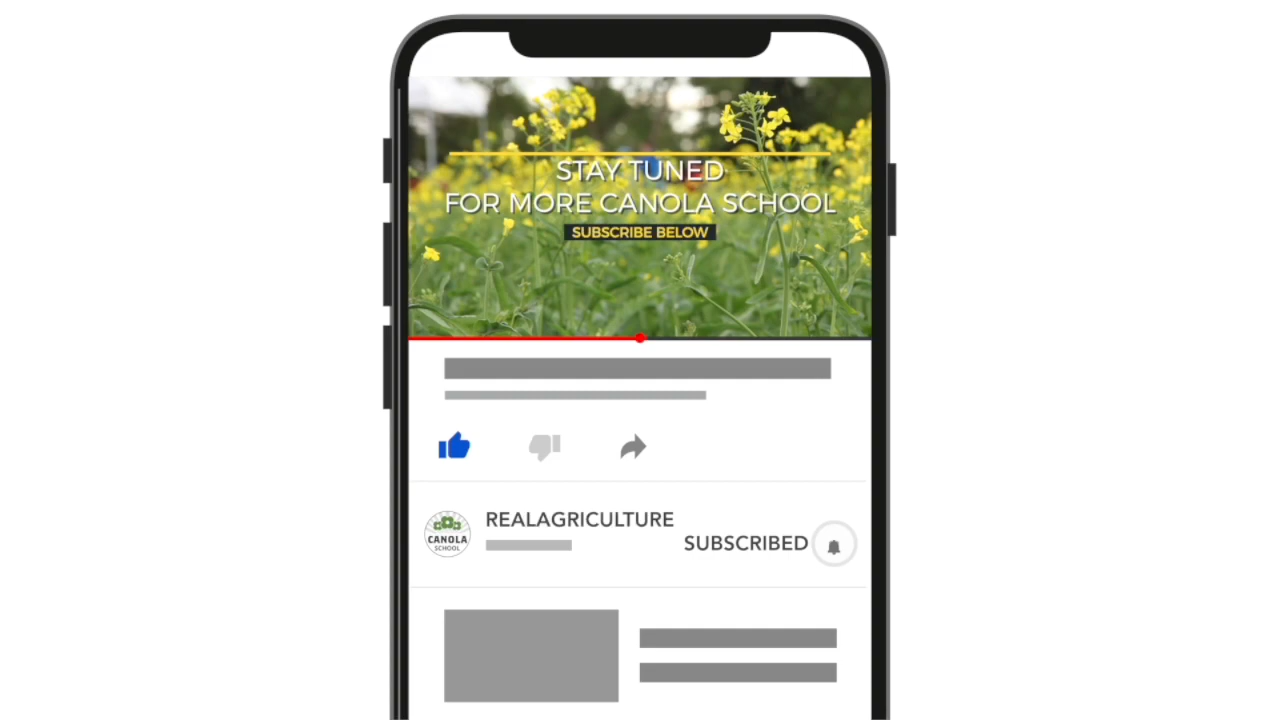 STAY TUNED
FOR MORE CANOLA SCHOOL
SUBSCRIBE BELOW
REALAGRICULTURE
SUBSCRIBED
CANOLA
SCHOOL